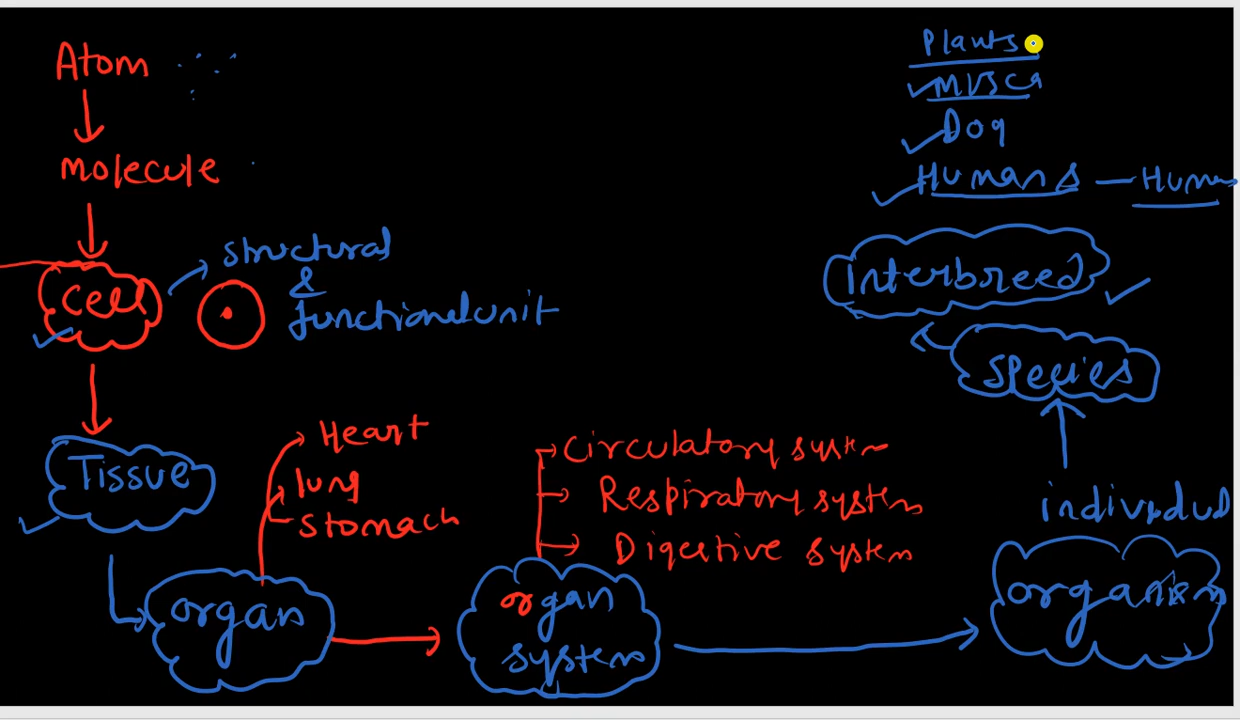 Atom
Molecule
Cell
structural
&
functional unit
Tissue
Heart
lung
stomach
organ
Circulatory system
Respiratory system
Digestive system
organ
system
Plants
Musca
Dog
Humans — Human
Interbreed
Species
individual
organism